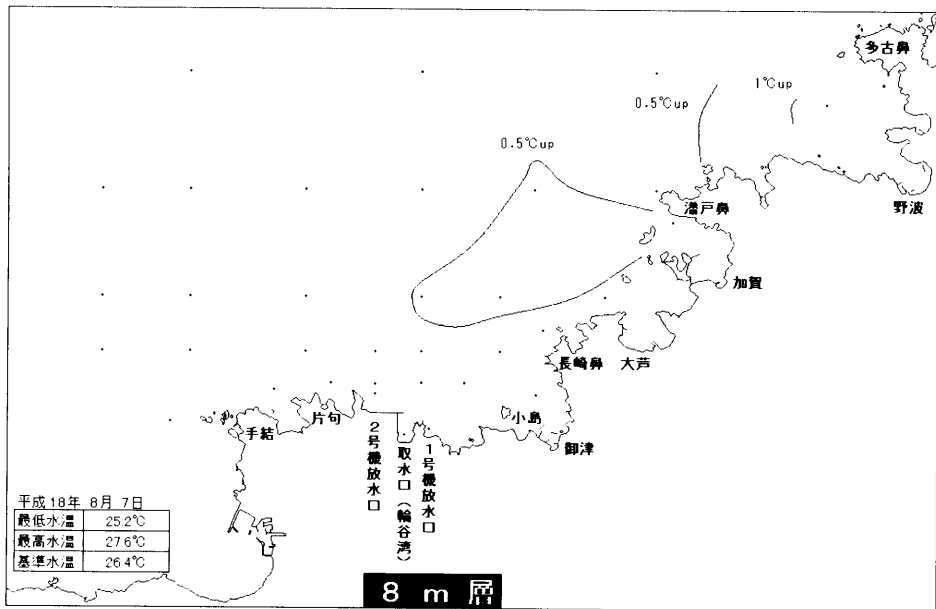 多古鼻
1℃up
0.5℃up
0.5℃up
野波
潜戸鼻
加賀
長崎鼻
大芦
小島
御津
片句
手結
2号機放水口
取水口(輪谷湾)
1号機放水口
平成18年 8月 7日
最低水温 25.2℃
最高水温 27.6℃
基準水温 26.4℃
8 m 層